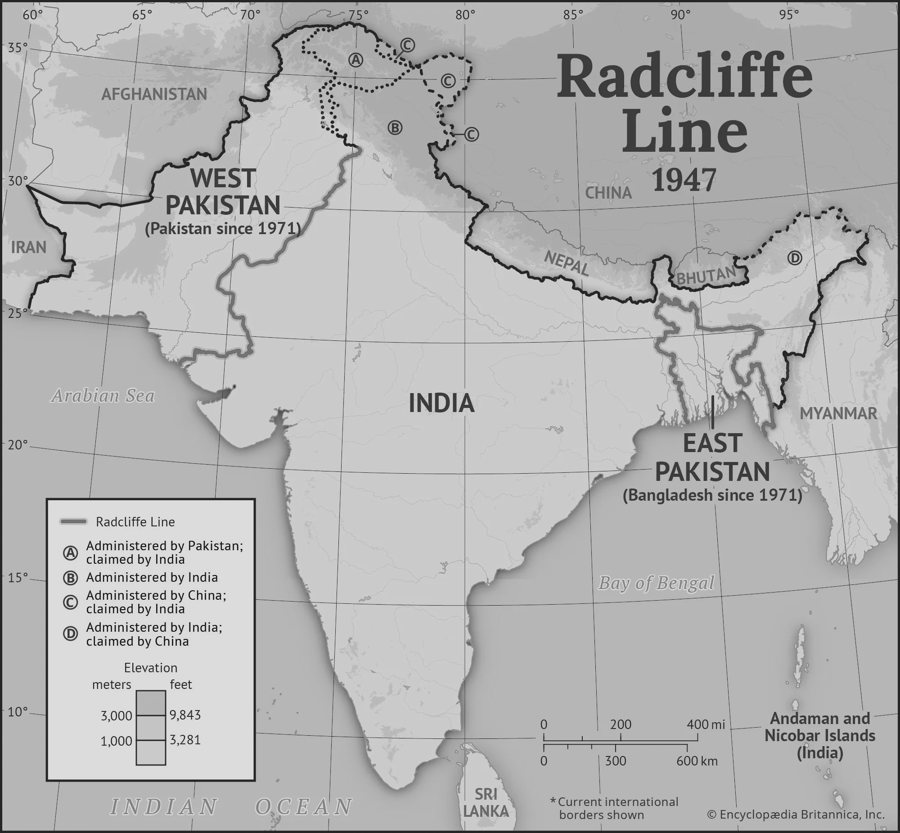 60°
65°
70°
75°
80°
85°
90°
95°
35°
30°
25°
20°
15°
10°
Radcliffe
Line
1947
AFGHANISTAN
A
C
C
C
B
WEST
PAKISTAN
(Pakistan since 1971)
CHINA
IRAN
NEPAL
BHUTAN
D
Arabian Sea
INDIA
MYANMAR
EAST
PAKISTAN
(Bangladesh since 1971)
Bay of Bengal
Radcliffe Line
A Administered by Pakistan;
claimed by India
B Administered by India
C Administered by China;
claimed by India
D Administered by India;
claimed by China
Elevation
meters feet
3,000 9,843
1,000 3,281
0 200 400 mi
0 300 600 km
Andaman and
Nicobar Islands
(India)
SRI
LANKA
INDIAN OCEAN
*Current international
borders shown
© Encyclopædia Britannica, Inc.